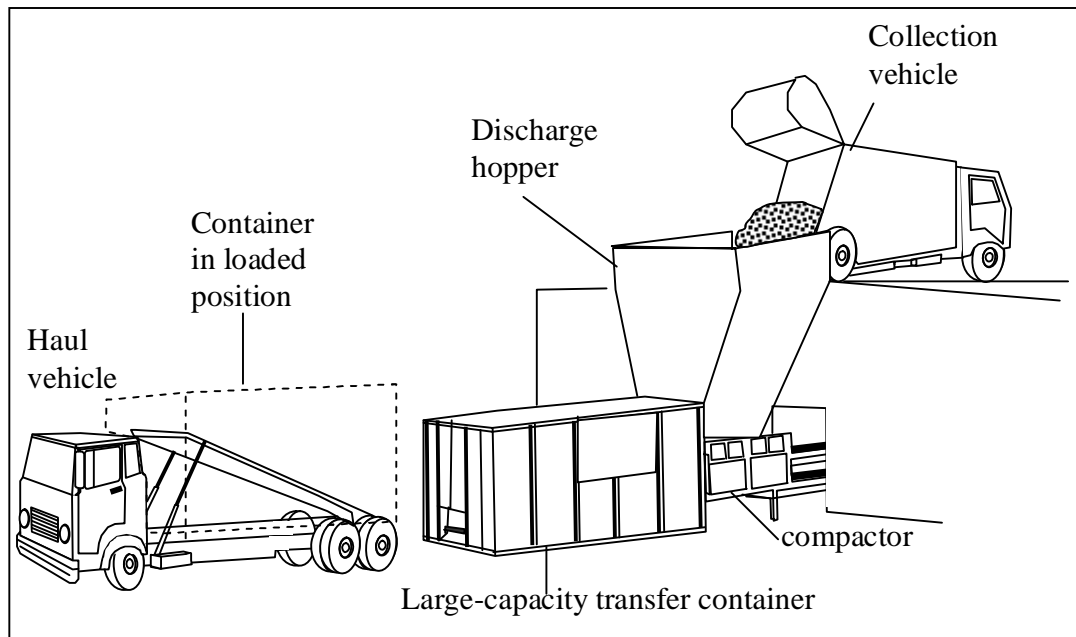 Collection
vehicle
Discharge
hopper
Container
in loaded
position
Haul
vehicle
compactor
Large-capacity transfer container